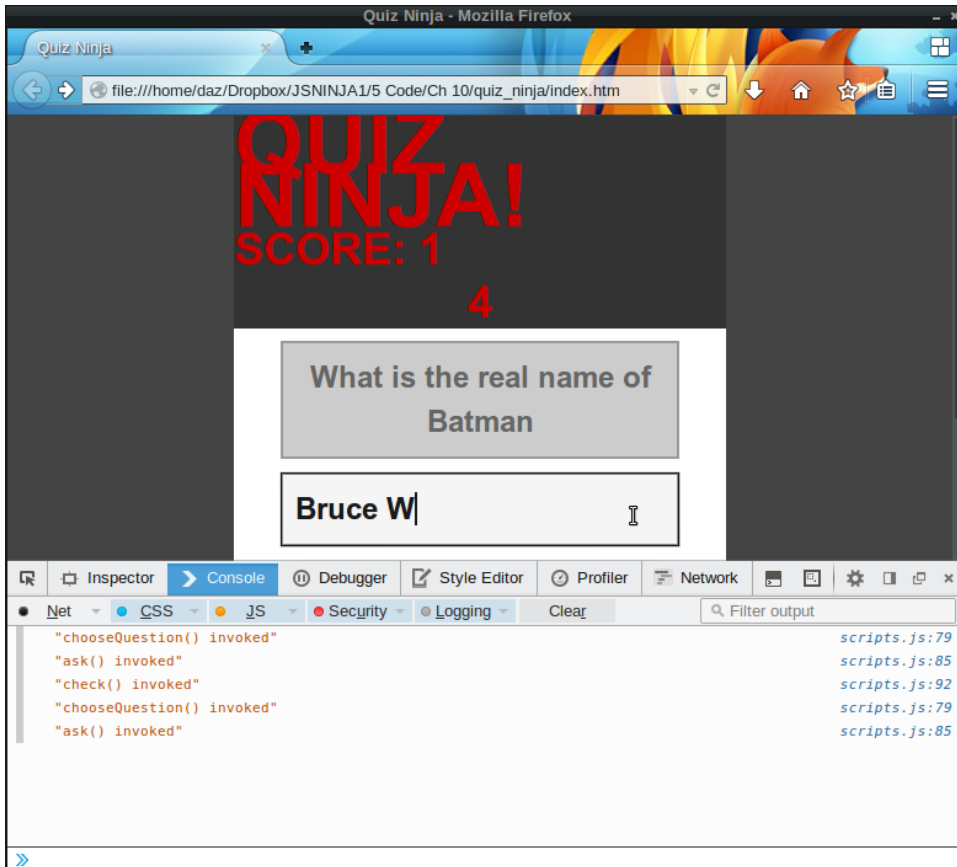 Quiz Ninja - Mozilla Firefox
Quiz Ninja
file:///home/daz/Dropbox/JSNINJA1/5 Code/Ch 10/quiz_ninja/index.htm
QUIZ
NINJA!
SCORE: 1
4
What is the real name of
Batman
Bruce W
Inspector Console Debugger Style Editor Profiler Network
Net CSS JS Security Logging Clear Filter output
"chooseQuestion() invoked" scripts.js:79
"ask() invoked" scripts.js:85
"check() invoked" scripts.js:92
"chooseQuestion() invoked" scripts.js:79
"ask() invoked" scripts.js:85